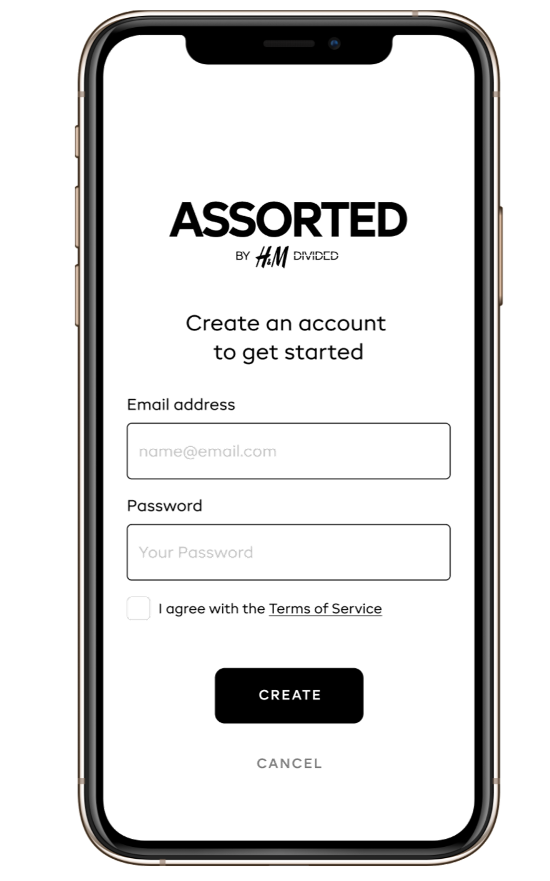 ASSORTED
BY H&M DIVIDED
Create an account
to get started
Email address
name@email.com
Password
Your Password
I agree with the Terms of Service
CREATE
CANCEL